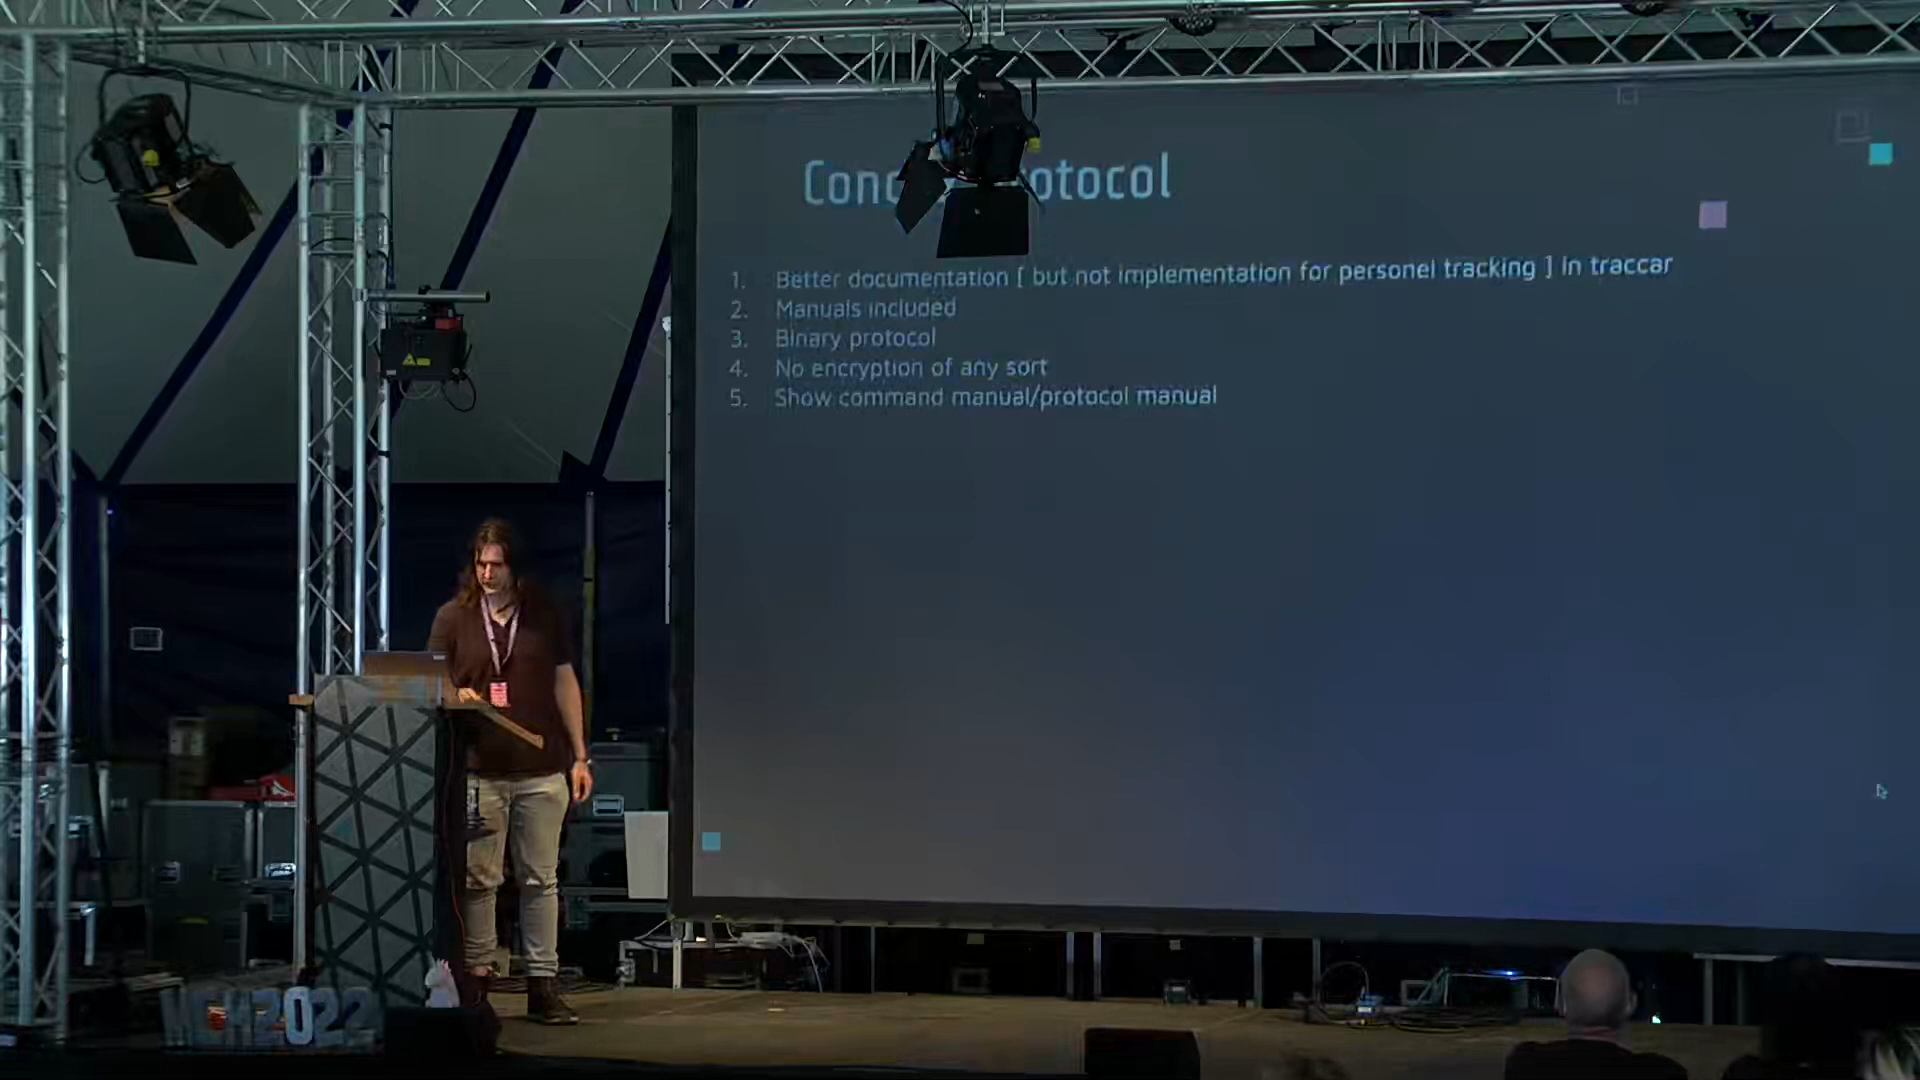 Conc otocol
1. Better documentation [ but not implementation for personel tracking ] in traccar
2. Manuals included
3. Binary protocol
4. No encryption of any sort
5. Show command manual/protocol manual
MCH2022